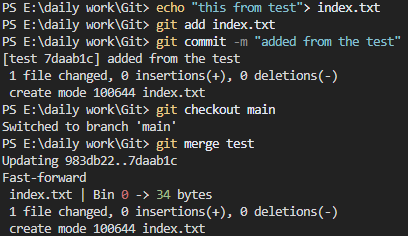 PS E:\daily work\Git> echo "this from test"> index.txt
PS E:\daily work\Git> git add index.txt
PS E:\daily work\Git> git commit -m "added from the test"
[test 7daab1c] added from the test
 1 file changed, 0 insertions(+), 0 deletions(-)
 create mode 100644 index.txt
PS E:\daily work\Git> git checkout main
Switched to branch 'main'
PS E:\daily work\Git> git merge test
Updating 983db22..7daab1c
Fast-forward
 index.txt | Bin 0 -> 34 bytes
 1 file changed, 0 insertions(+), 0 deletions(-)
 create mode 100644 index.txt